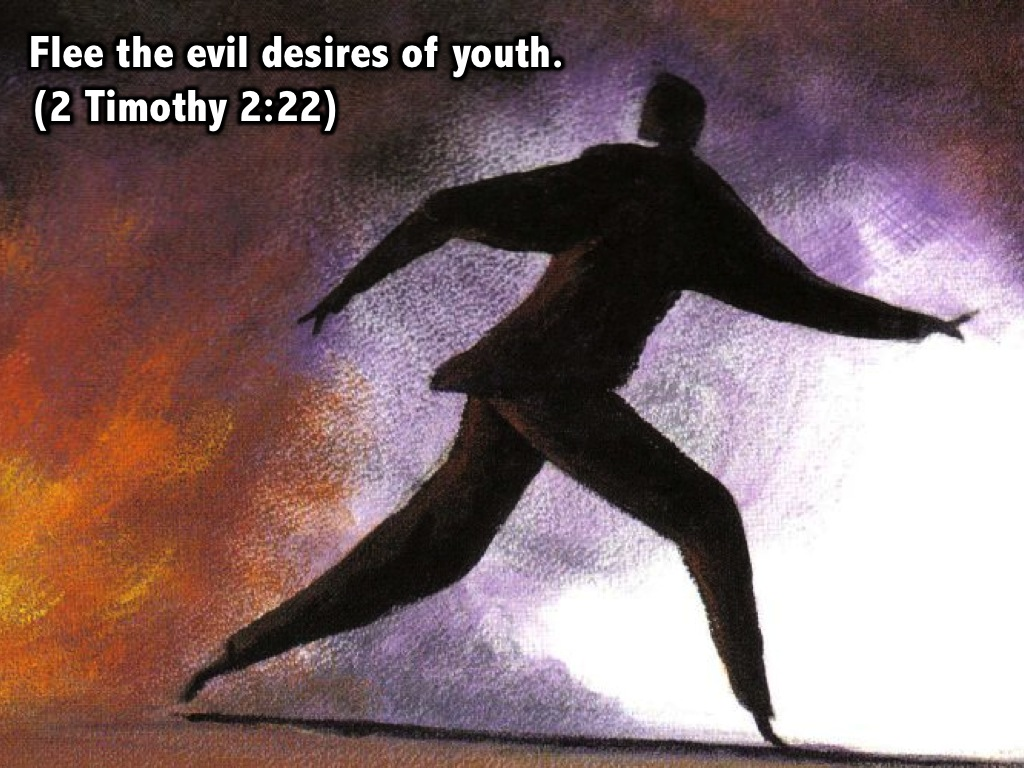 Flee the evil desires of youth.
(2 Timothy 2:22)